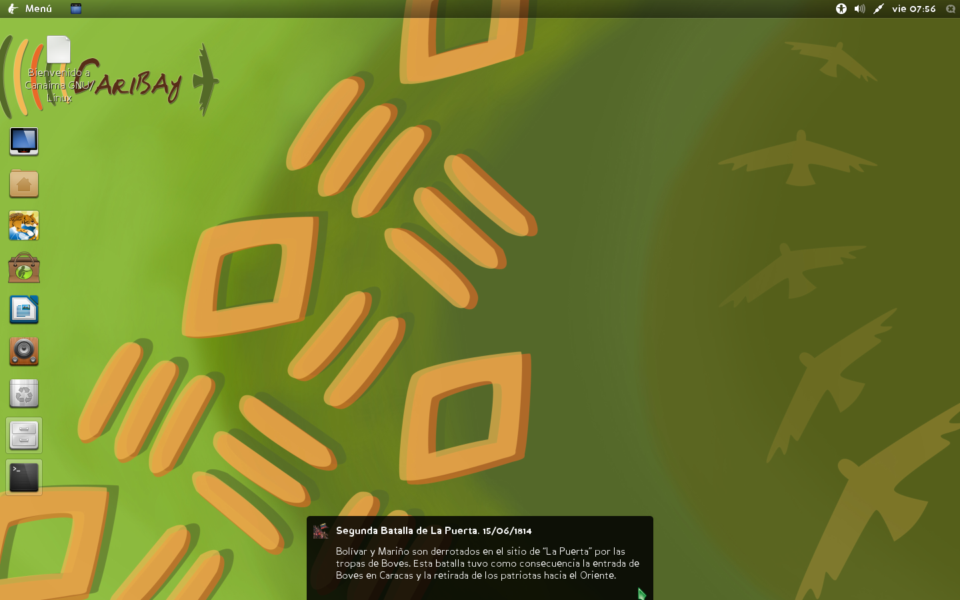 Menú
vie 07:56
Bienvenido a
Canaima GNU/
Linux
CARIBAY
Segunda Batalla de La Puerta. 15/06/1814
Bolívar y Mariño son derrotados en el sitio de "La Puerta" por las
tropas de Boves. Esta batalla tuvo como consecuencia la entrada de
Boves en Caracas y la retirada de los patriotas hacia el Oriente.